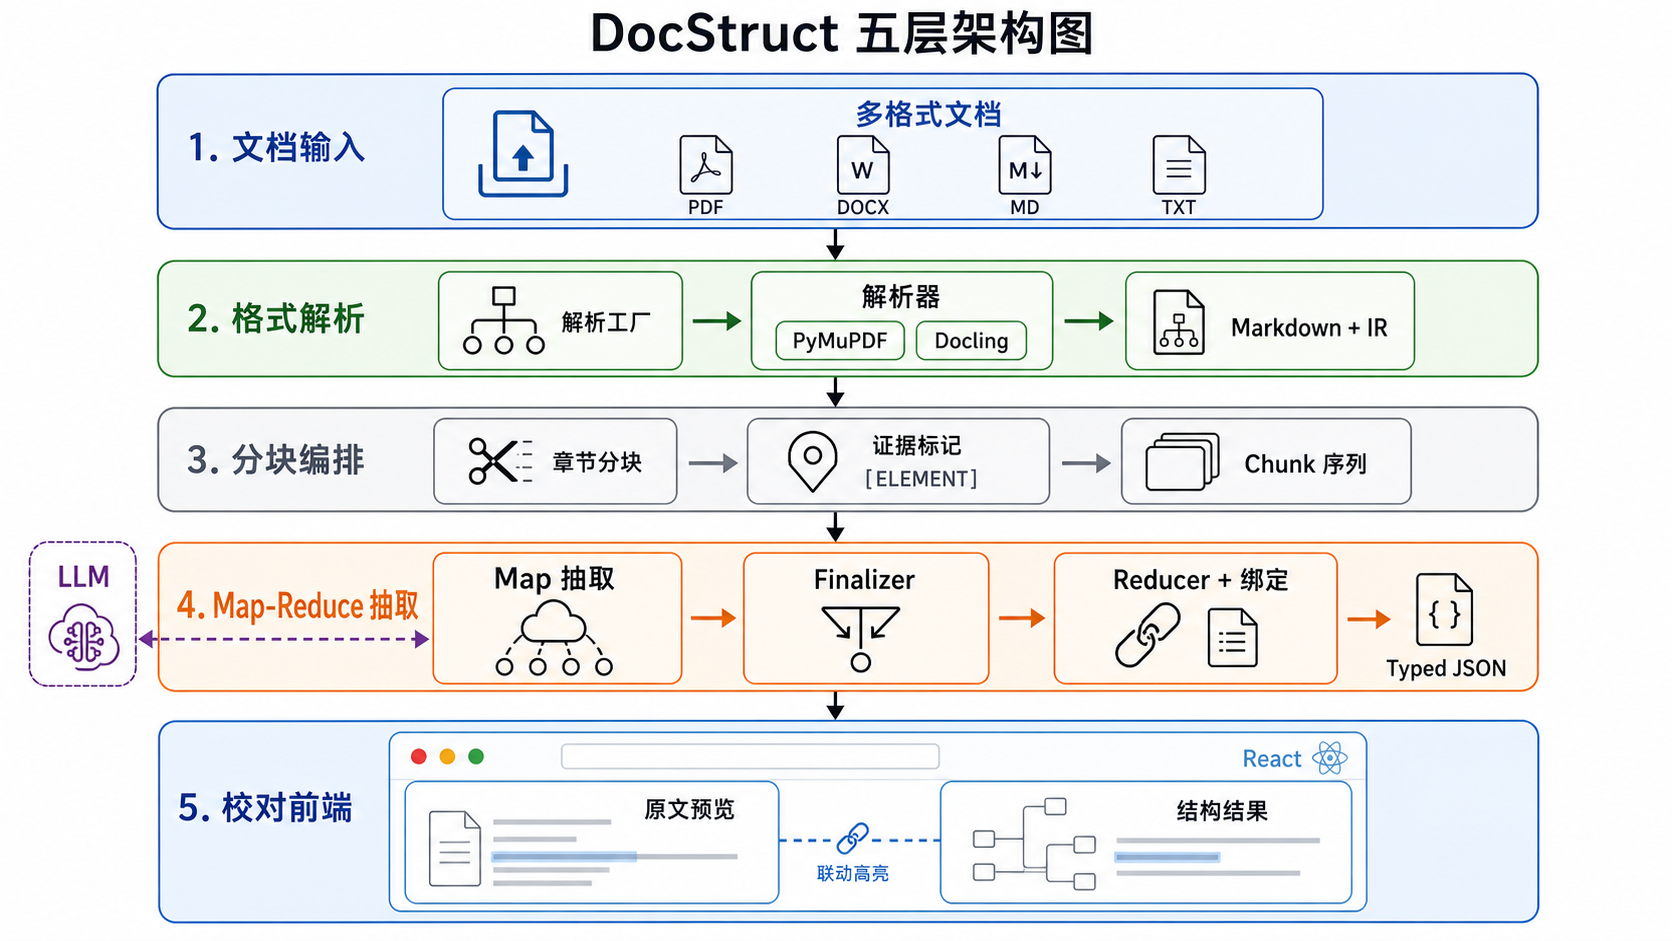 DocStruct 五层架构图
1. 文档输入
多格式文档
PDF
W
DOCX
M↓
MD
TXT
2. 格式解析
解析工厂
解析器
PyMuPDF
Docling
Markdown + IR
3. 分块编排
章节分块
证据标记
[ELEMENT]
Chunk 序列
LLM
4. Map-Reduce 抽取
Map 抽取
Finalizer
Reducer + 绑定
{ }
Typed JSON
5. 校对前端
React
原文预览
联动高亮
结构结果